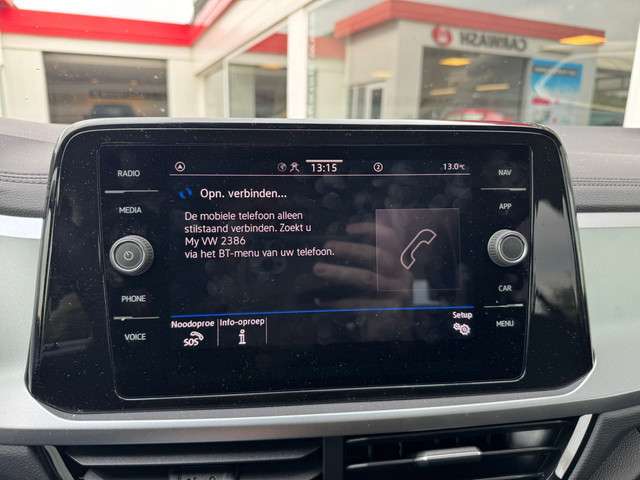 CARWASH
RADIO
MEDIA
PHONE
VOICE
A
13:15
2
13.0°C
Opn. verbinden...
De mobiele telefoon alleen
stilstaand verbinden. Zoekt u
My VW 2386
via het BT-menu van uw telefoon.
Noodoproe
SOS
Info-oproep
Setup
NAV
APP
CAR
MENU